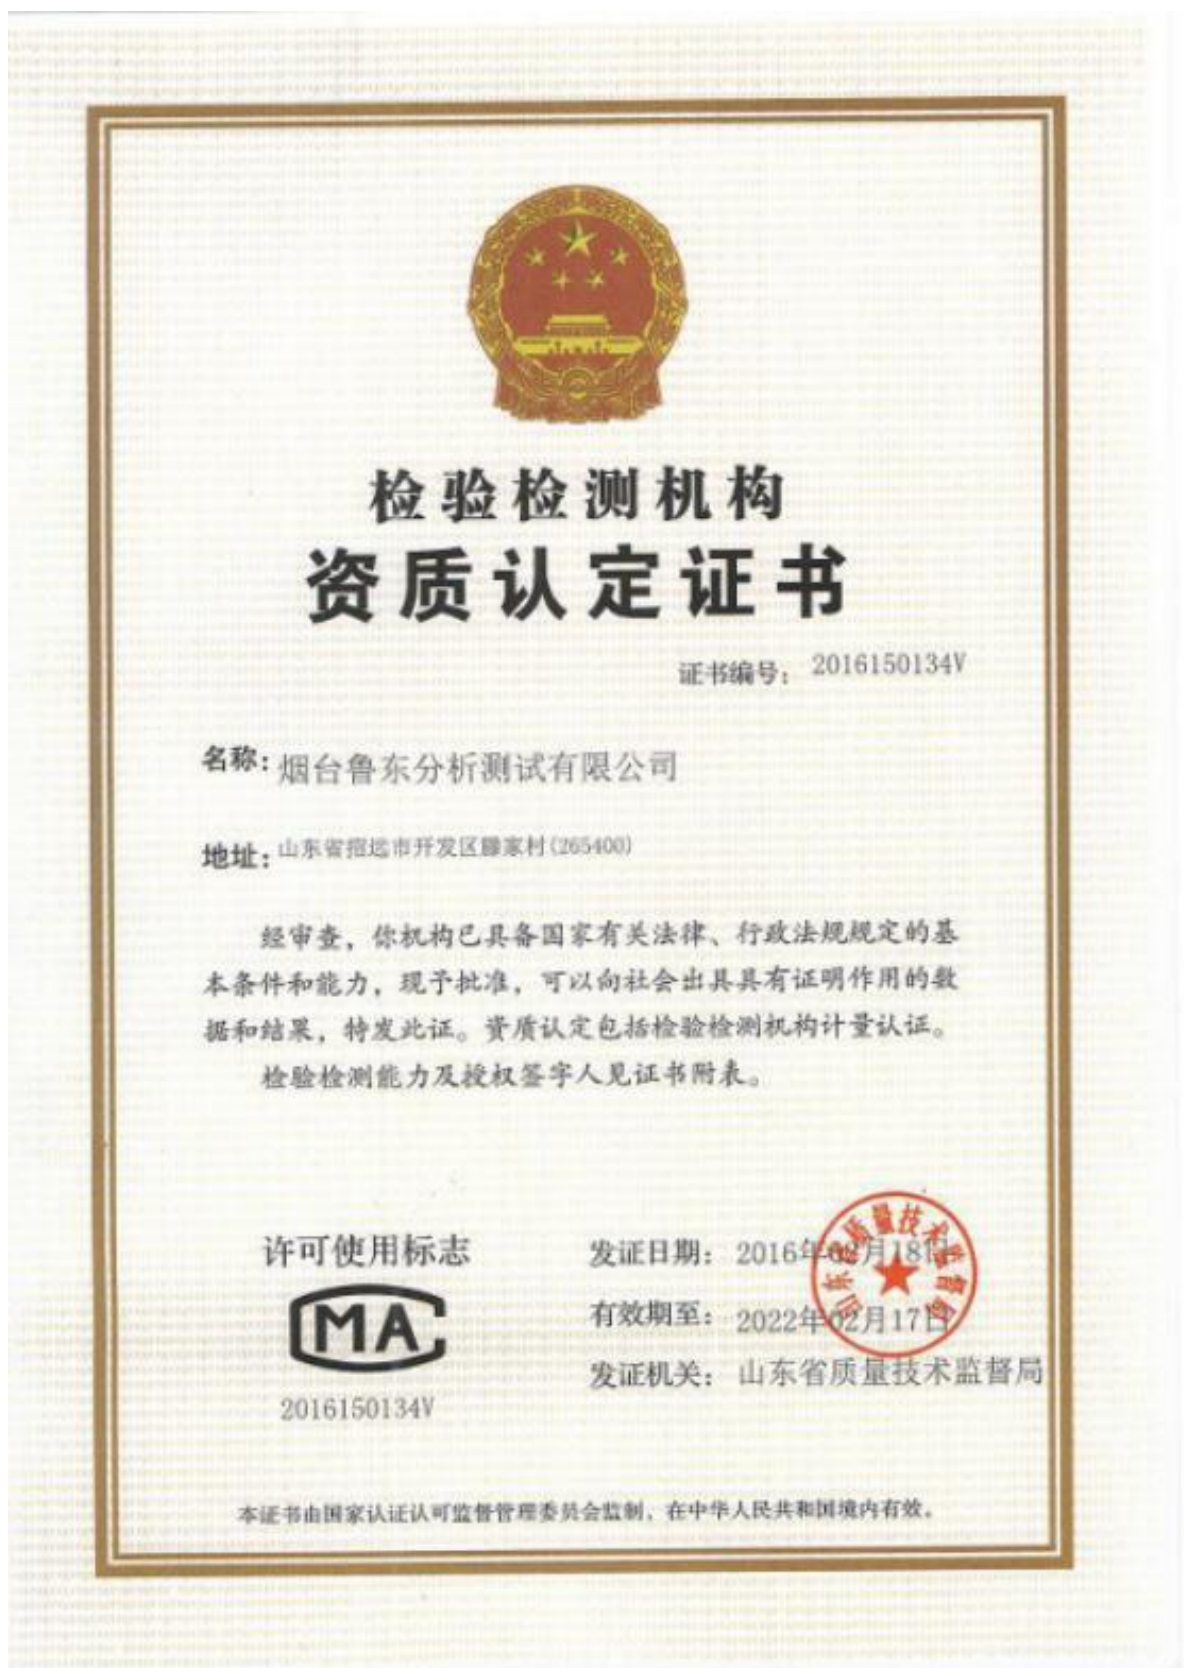 检验检测机构
资质认定证书
证书编号：2016150134V
名称：烟台鲁东分析测试有限公司
地址：山东省招远市开发区滕家村(265400)
经审查，你机构已具备国家有关法律、行政法规规定的基
本条件和能力，现予批准，可以向社会出具具有证明作用的数
据和结果，特发此证。资质认定包括检验检测机构计量认证。
检验检测能力及授权签字人见证书附表。
许可使用标志
MA
2016150134V
发证日期：2016年02月18日
有效期至：2022年02月17日
发证机关：山东省质量技术监督局
山东省质量技术监督局
本证书由国家认证认可监督管理委员会监制，在中华人民共和国境内有效。